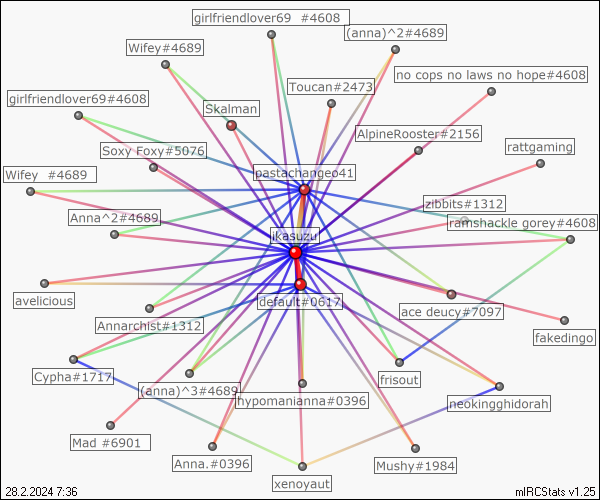 girlfriendlover69 #4608
(anna)^2#4689
Wifey#4689
no cops no laws no hope#4608
Toucan#2473
girlfriendlover69#4608
Skalman
AlpineRooster#2156
rattgaming
Soxy Foxy#5076
pastachangeo41
Wifey #4689
zibbits#1312
Anna^2#4689
ramshackle gorey#4608
ikasuzu
avelicious
default#0617
ace deucy#7097
Annarchist#1312
fakedingo
Cypha#1717
frisout
(anna)^3#4689
hypomanianna#0396
neokingghidorah
Mad #6901
Anna.#0396
Mushy#1984
xenoyaut
28.2.2024 7:36
mIRCStats v1.25